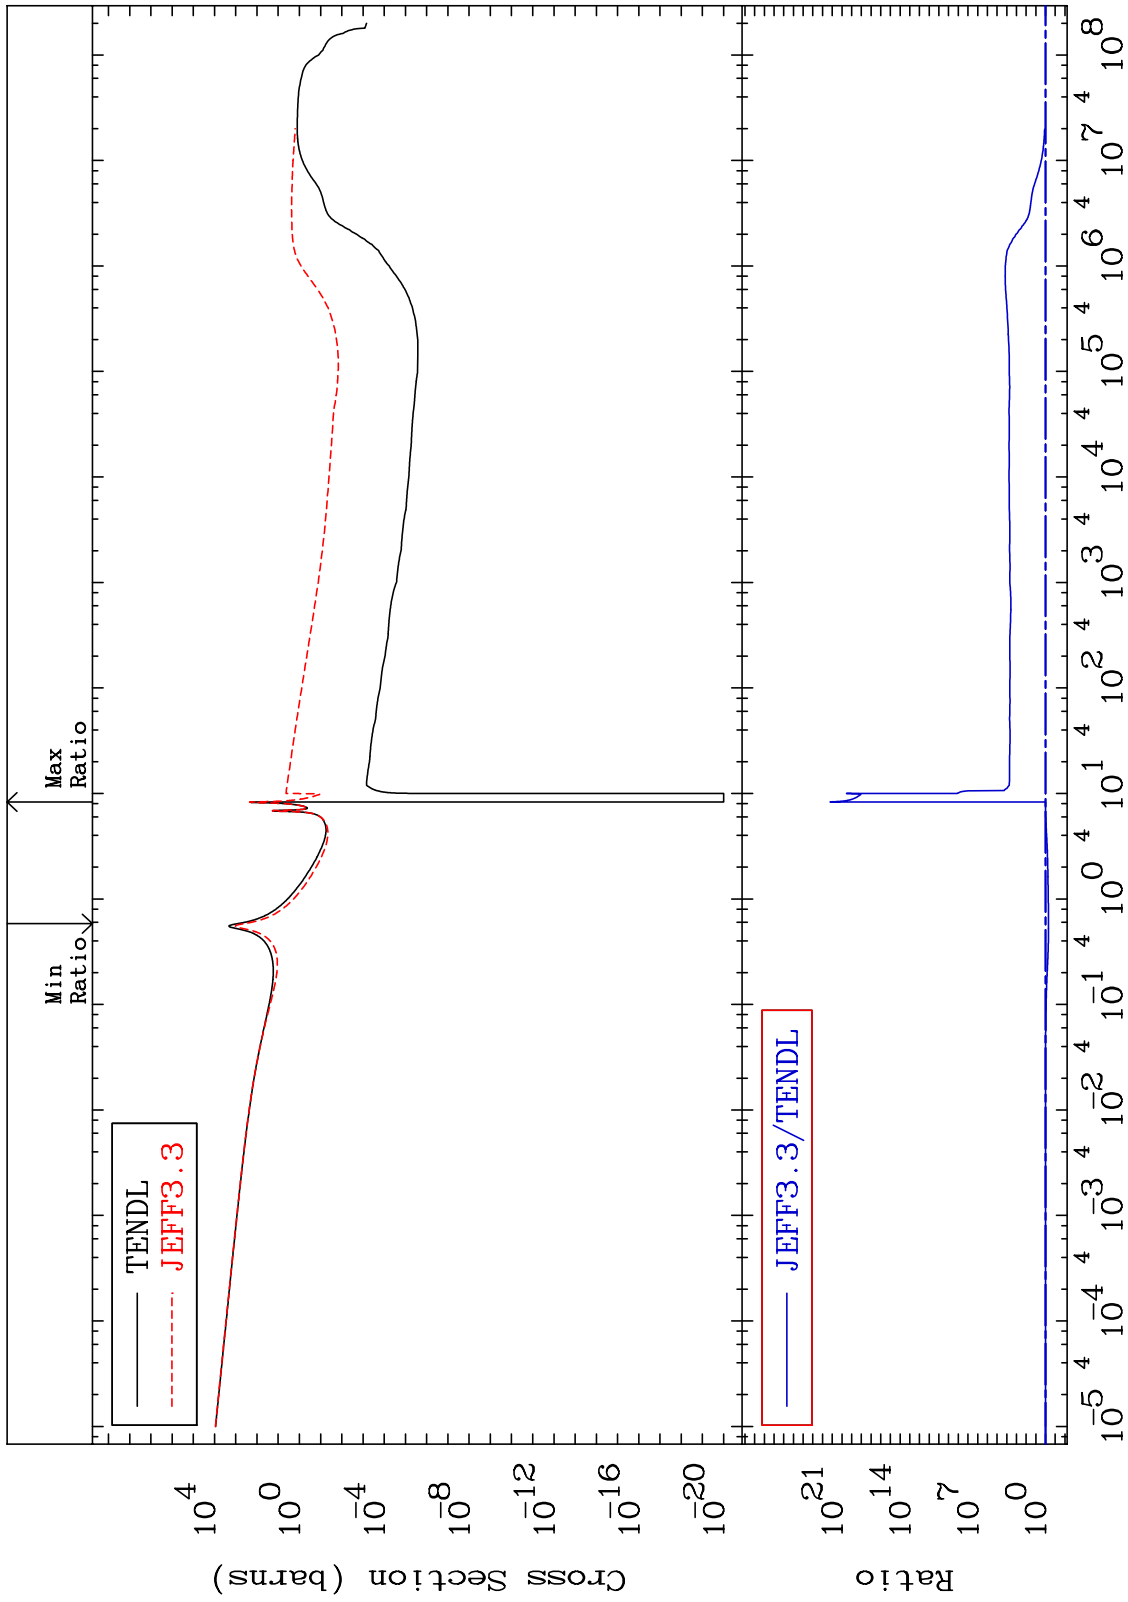 Min
Ratio
Max
Ratio
TENDL
JEFF3.3
Cross Section (barns)
10^4
10^0
10^-4
10^-8
10^-12
10^-16
10^-20
JEFF3.3/TENDL
Ratio
10^21
10^14
10^7
10^0
10^-5 4 10^-4 4 10^-3 4 10^-2 4 10^-1 4 10^0 4 10^1 4 10^2 4 10^3 4 10^4 4 10^5 4 10^6 4 10^7 4 10^8